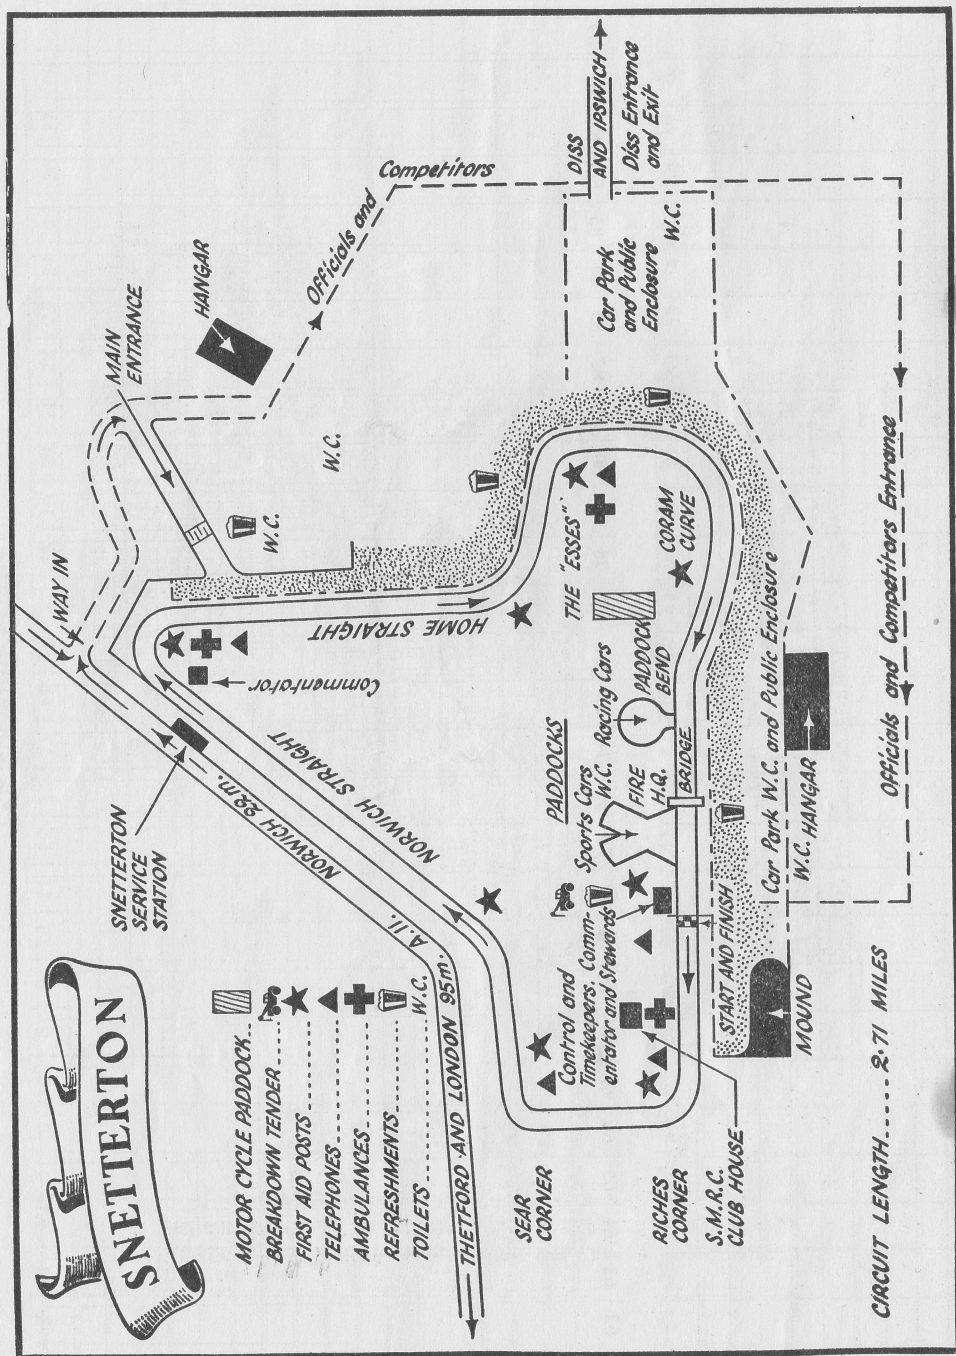 SNETTERTON
MOTOR CYCLE PADDOCK...
BREAKDOWN TENDER......
FIRST AID POSTS............
TELEPHONES................
AMBULANCES.............
REFRESHMENTS..........
TOILETS....................W.C.
SNETTERTON
SERVICE
STATION
WAY IN
MAIN
ENTRANCE
HANGAR
Officials and
Competitors
DISS
AND IPSWICH
Diss Entrance
and Exit
W.C.
W.C.
Car Park
and Public
Enclosure
W.C.
NORWICH 22m.
A.11.
THETFORD AND LONDON 95m.
NORWICH STRAIGHT
Commentator
HOME STRAIGHT
THE "ESSES"
CORAM
CURVE
PADDOCK
BEND
Racing Cars
PADDOCKS
Sports Cars
W.C.
FIRE
H.Q.
BRIDGE
Control and
Timekeepers, Comm-
entator and Stewards
START AND FINISH
SEAR
CORNER
RICHES
CORNER
S.M.R.C.
CLUB HOUSE
MOUND
Car Park W.C. and Public Enclosure
W.C. HANGAR
Officials and Competitors Entrance
CIRCUIT LENGTH....2·71 MILES